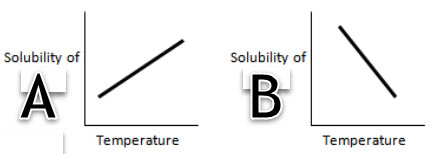 Solubility of
A
Temperature
Solubility of
B
Temperature